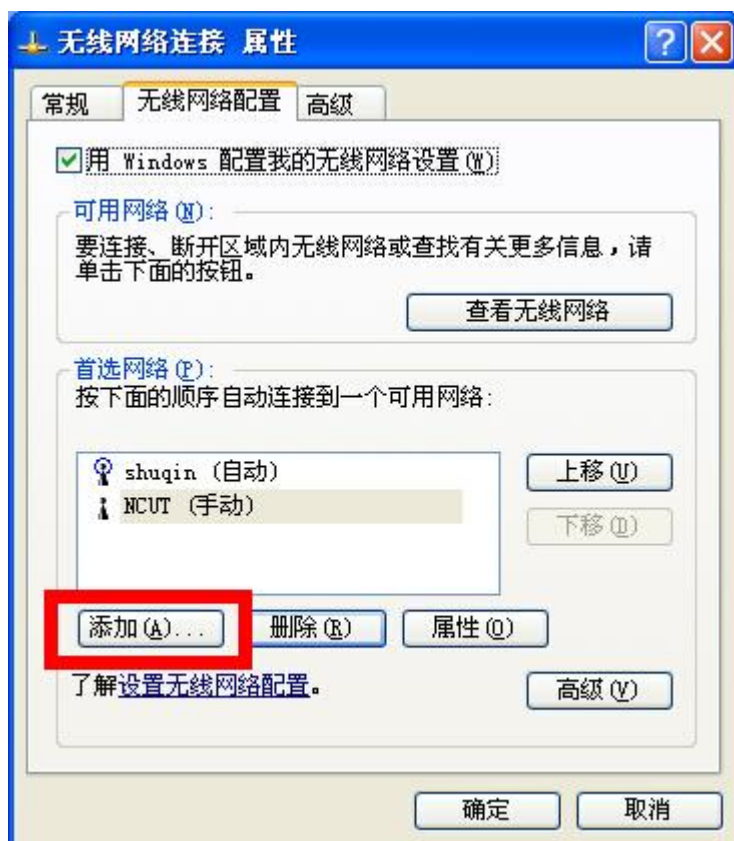 无线网络连接 属性
常规 无线网络配置 高级
用 Windows 配置我的无线网络设置(W)
可用网络(N):
要连接、断开区域内无线网络或查找有关更多信息，请
单击下面的按钮。
查看无线网络
首选网络(P):
按下面的顺序自动连接到一个可用网络:
shuqin (自动)
上移(U)
NCUT (手动)
下移(D)
添加(A)... 删除(R) 属性(O)
了解设置无线网络配置。
高级(V)
确定 取消